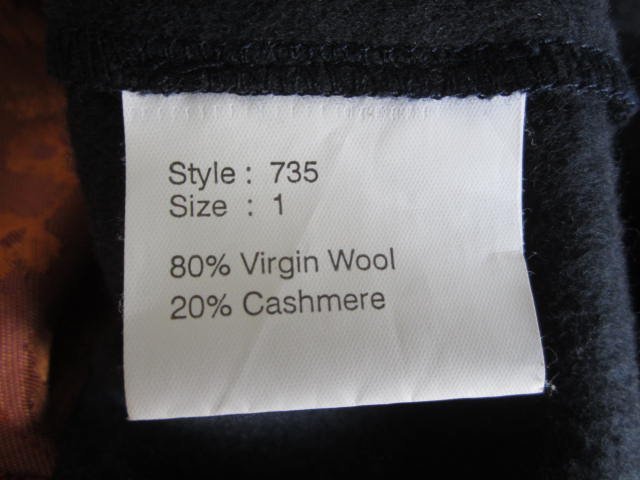 Style : 735
Size : 1
80% Virgin Wool
20% Cashmere